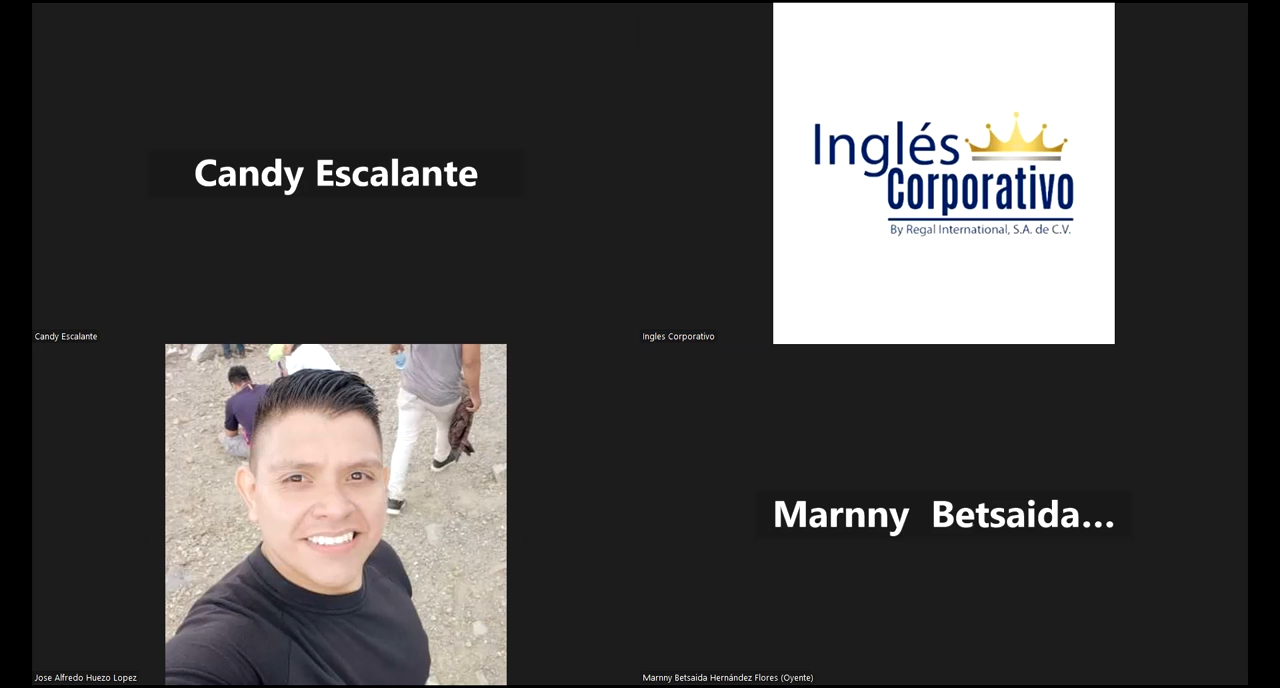 Candy Escalante
Inglés
Corporativo
By Regal International, S.A. de C.V.
Candy Escalante
Ingles Corporativo
Marnny Betsaida...
Jose Alfredo Huezo Lopez
Marnny Betsaida Hernández Flores (Oyente)